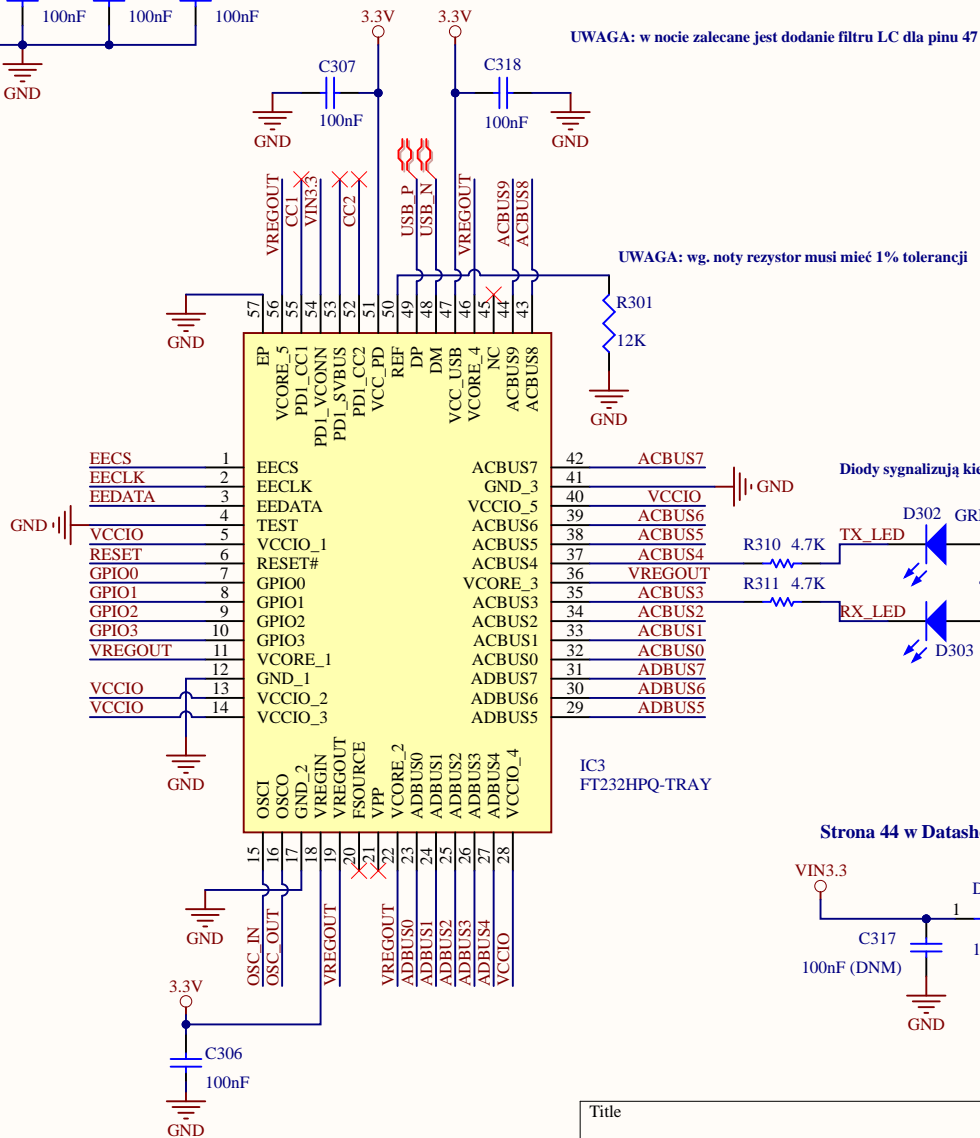 100nF
100nF
100nF
GND
3.3V
3.3V
UWAGA: w nocie zalecane jest dodanie filtru LC dla pinu 47
C307
100nF
GND
C318
100nF
GND
VREGOUT
CC1
VIN3.3
CC2
USB_P
USB_N
VREGOUT
ACBUS9
ACBUS8
UWAGA: wg. noty rezystor musi mieć 1% tolerancji
R301
12K
GND
GND
57
56
55
54
53
52
51
50
49
48
47
46
45
44
43
EP
VCORE_5
PD1_CC1
PD1_VCONN
PD1_SVBUS
PD1_CC2
VCC_PD
REF
DP
DM
VCC_USB
VCORE_4
NC
ACBUS9
ACBUS8
EECS 1 EECS
EECLK 2 EECLK
EEDATA 3 EEDATA
GND 4 TEST
VCCIO 5 VCCIO_1
RESET 6 RESET#
GPIO0 7 GPIO0
GPIO1 8 GPIO1
GPIO2 9 GPIO2
GPIO3 10 GPIO3
VREGOUT 11 VCORE_1
12 GND_1
VCCIO 13 VCCIO_2
VCCIO 14 VCCIO_3
GND
ACBUS7 42 ACBUS7
GND_3 41 GND
VCCIO_5 40 VCCIO
ACBUS6 39 ACBUS6
ACBUS5 38 ACBUS5
ACBUS4 37 ACBUS4
VCORE_3 36 VREGOUT
ACBUS3 35 ACBUS3
ACBUS2 34 ACBUS2
ACBUS1 33 ACBUS1
ACBUS0 32 ACBUS0
ADBUS7 31 ADBUS7
ADBUS6 30 ADBUS6
ADBUS5 29 ADBUS5
Diody sygnalizują
R310 4.7K
TX_LED
D302
R311 4.7K
RX_LED
D303
OSCI
OSCO
GND_2
VREGIN
VREGOUT
FSOURCE
VPP
VCORE_2
ADBUS0
ADBUS1
ADBUS2
ADBUS3
ADBUS4
VCCIO_4
IC3
FT232HPQ-TRAY
15
16
17
18
19
20
21
22
23
24
25
26
27
28
GND
OSC_IN
OSC_OUT
VREGOUT
VREGOUT
ADBUS0
ADBUS1
ADBUS2
ADBUS3
ADBUS4
VCCIO
3.3V
C306
100nF
GND
Strona 44 w
VIN3.3
1
C317
100nF (DNM)
GND
Title